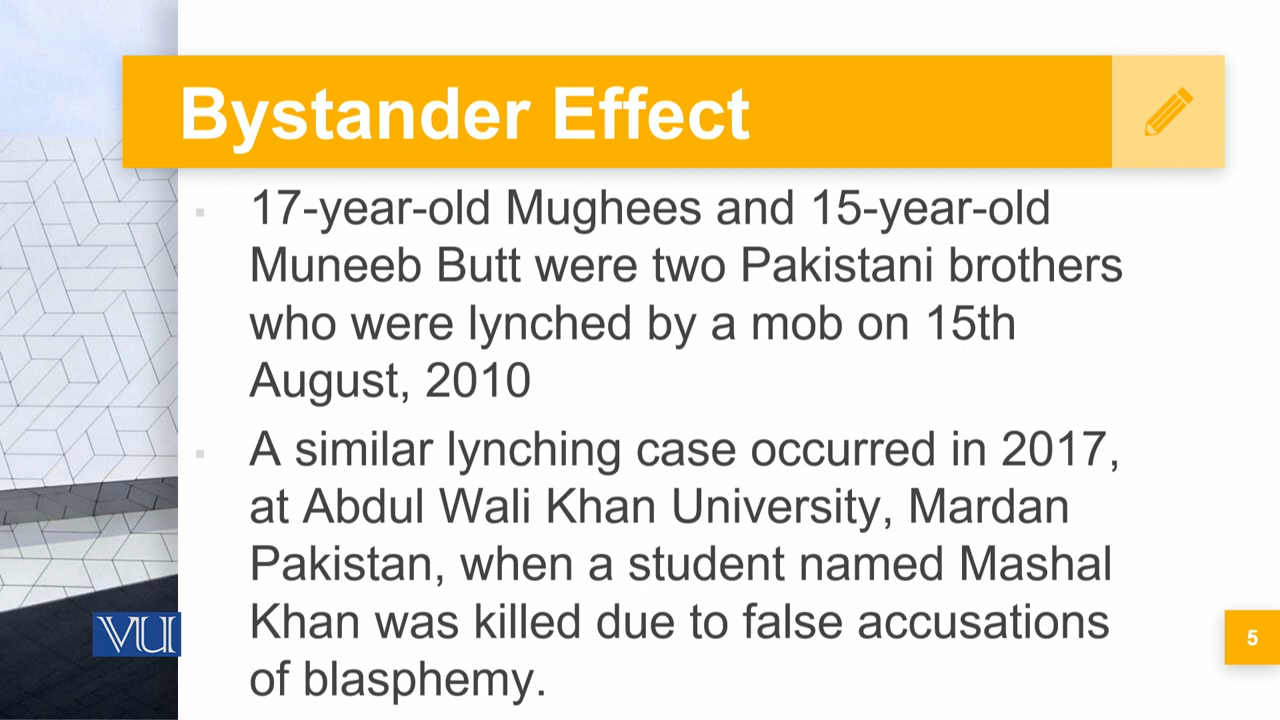 Bystander Effect
17-year-old Mughees and 15-year-old
Muneeb Butt were two Pakistani brothers
who were lynched by a mob on 15th
August, 2010
A similar lynching case occurred in 2017,
at Abdul Wali Khan University, Mardan
Pakistan, when a student named Mashal
Khan was killed due to false accusations
of blasphemy.
VU
5